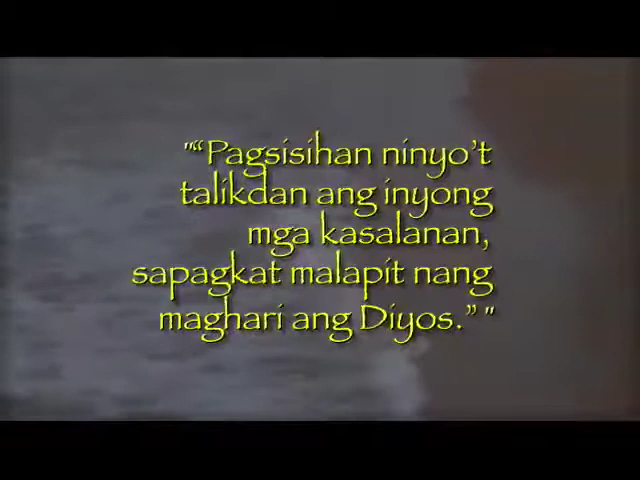 "“Pagsisihan ninyo’t
talikdan ang inyong
mga kasalanan,
sapagkat malapit nang
maghari ang Diyos.” "